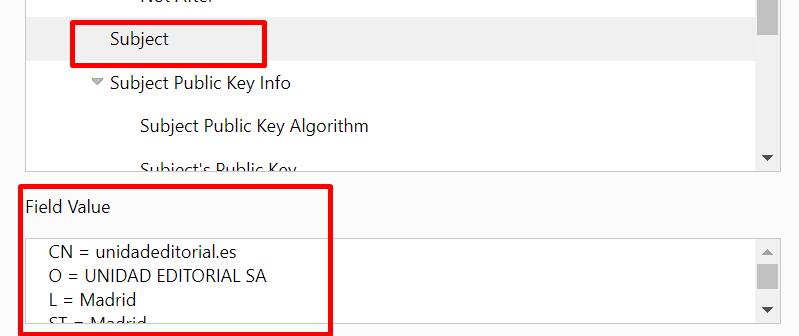 Not After
Subject
Subject Public Key Info
Subject Public Key Algorithm
Subject's Public Key
Field Value
CN = unidadeditorial.es
O = UNIDAD EDITORIAL SA
L = Madrid
ST = Madrid